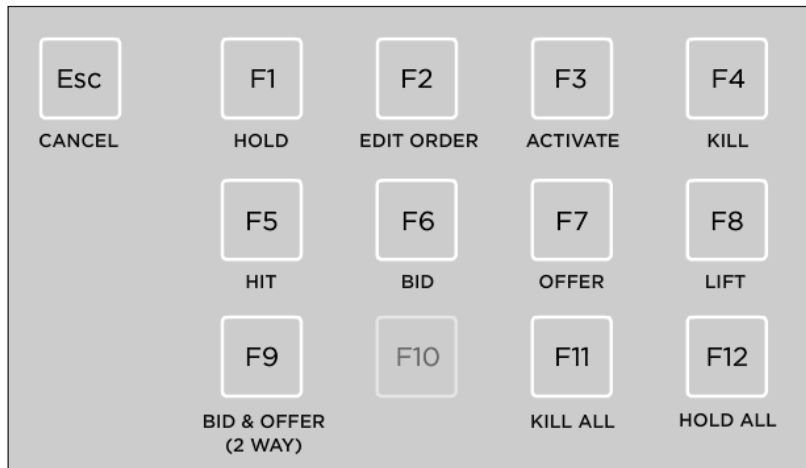 Esc F1 F2 F3 F4
CANCEL HOLD EDIT ORDER ACTIVATE KILL
F5 F6 F7 F8
HIT BID OFFER LIFT
F9 F10 F11 F12
BID & OFFER KILL ALL HOLD ALL
(2 WAY)